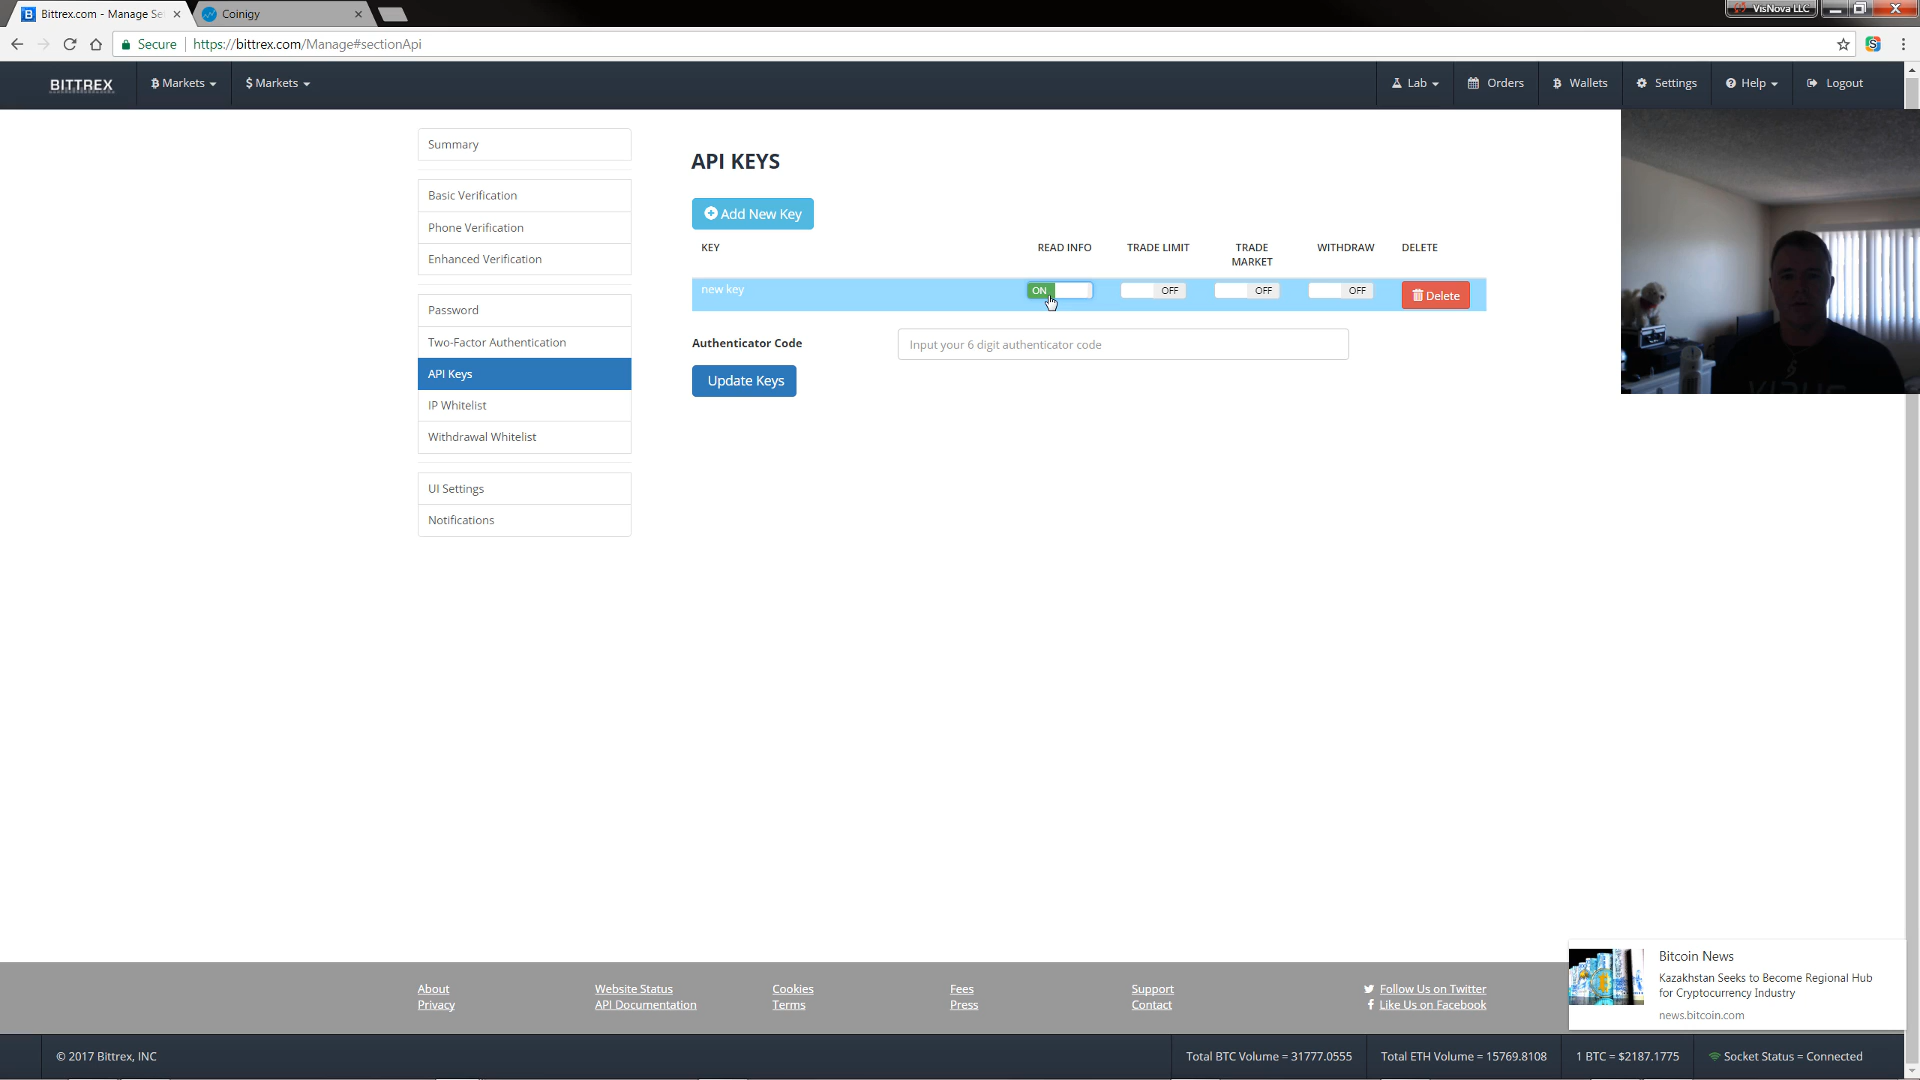 Bittrex.com - Manage Se
Coinigy
VisNova LLC
Secure
https://bittrex.com/Manage#sectionApi
BITTREX
Markets
$ Markets
Lab
Orders
Wallets
Settings
Help
Logout
Summary
Basic Verification
Phone Verification
Enhanced Verification
Password
Two-Factor Authentication
API Keys
IP Whitelist
Withdrawal Whitelist
UI Settings
Notifications
API KEYS
Add New Key
KEY READ INFO TRADE LIMIT TRADE MARKET WITHDRAW DELETE
new key ON OFF OFF OFF Delete
Authenticator Code Input your 6 digit authenticator code
Update Keys
About Website Status Cookies Fees Support Follow Us on Twitter
Privacy API Documentation Terms Press Contact Like Us on Facebook
Bitcoin News
Kazakhstan Seeks to Become Regional Hub
for Cryptocurrency Industry
news.bitcoin.com
© 2017 Bittrex, INC
Total BTC Volume = 31777.0555
Total ETH Volume = 15769.8108
1 BTC = $2187.1775
Socket Status = Connected